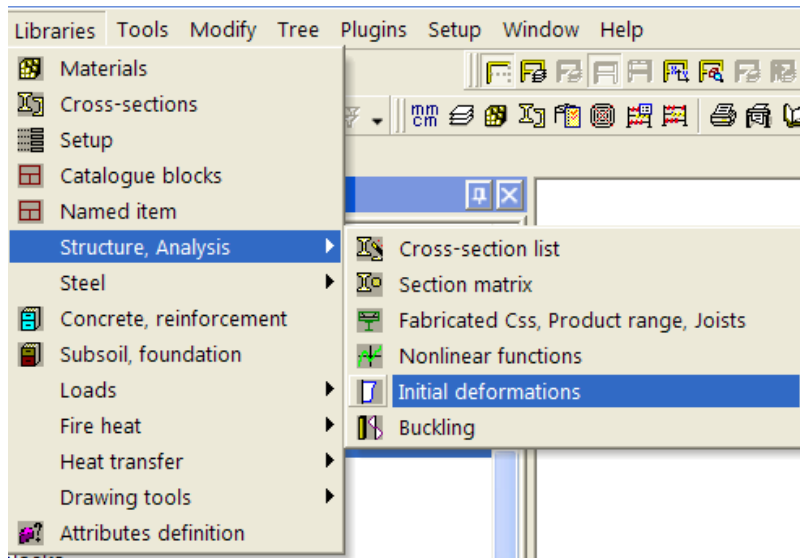 Libraries Tools Modify Tree Plugins Setup Window Help
Materials
Cross-sections
mm
cm
Setup
Catalogue blocks
Named item
Structure, Analysis
Cross-section list
Steel
Section matrix
Concrete, reinforcement
Fabricated Css, Product range, Joists
Subsoil, foundation
Nonlinear functions
Loads
Initial deformations
Fire heat
Buckling
Heat transfer
Drawing tools
Attributes definition